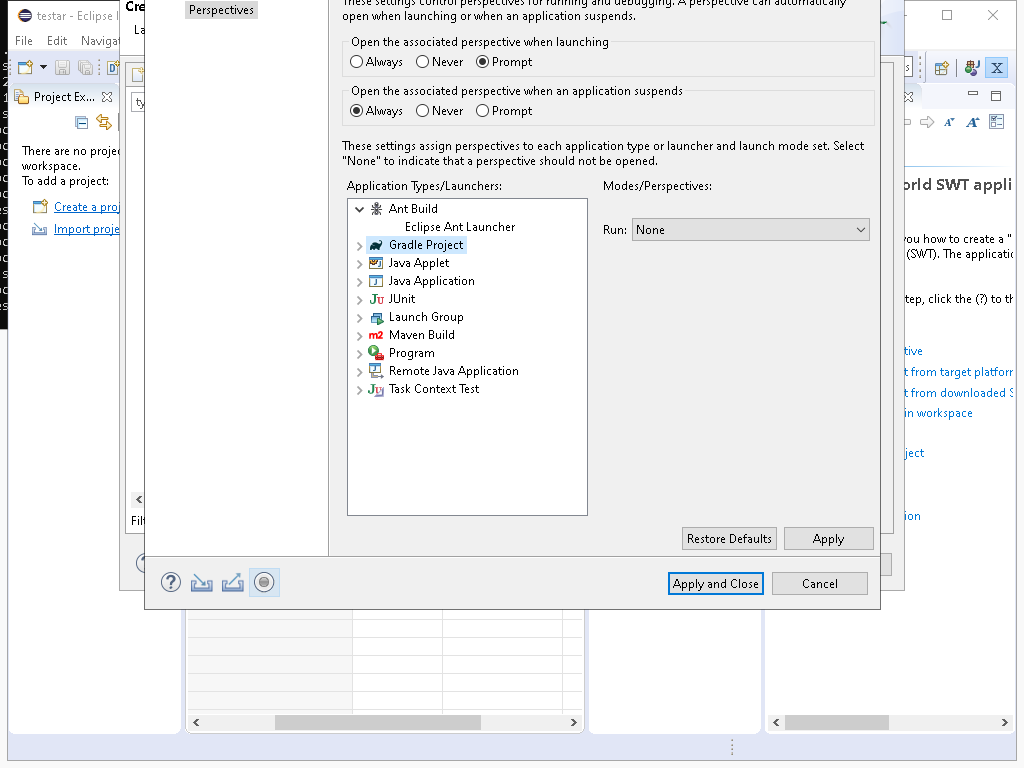 testar - Eclipse I
File Edit Navigat
Project Ex...
There are no proje
workspace.
To add a project:
Create a proj
Import proje
Cre
La
ty
Filt
Perspectives
These settings control perspectives for running and debugging. A perspective can automatically
open when launching or when an application suspends.
Open the associated perspective when launching
Always Never Prompt
Open the associated perspective when an application suspends
Always Never Prompt
These settings assign perspectives to each application type or launcher and launch mode set. Select
"None" to indicate that a perspective should not be opened.
Application Types/Launchers:
Modes/Perspectives:
Ant Build
Eclipse Ant Launcher
Gradle Project
Java Applet
Java Application
JUnit
Launch Group
Maven Build
Program
Remote Java Application
Task Context Test
Run: None
Restore Defaults Apply
Apply and Close Cancel
orld SWT appli
you how to create a "
(SWT). The applicatio
tep, click the (?) to th
tive
t from target platform
t from downloaded S
in workspace
ject
ion